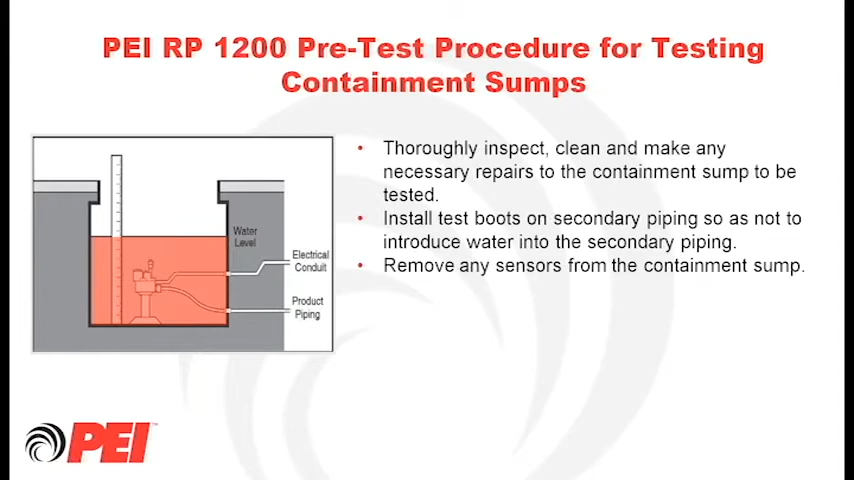 PEI RP 1200 Pre-Test Procedure for Testing
Containment Sumps
Water
Level
Electrical
Conduit
Product
Piping
• Thoroughly inspect, clean and make any
necessary repairs to the containment sump to be
tested.
• Install test boots on secondary piping so as not to
introduce water into the secondary piping.
• Remove any sensors from the containment sump.
PEI